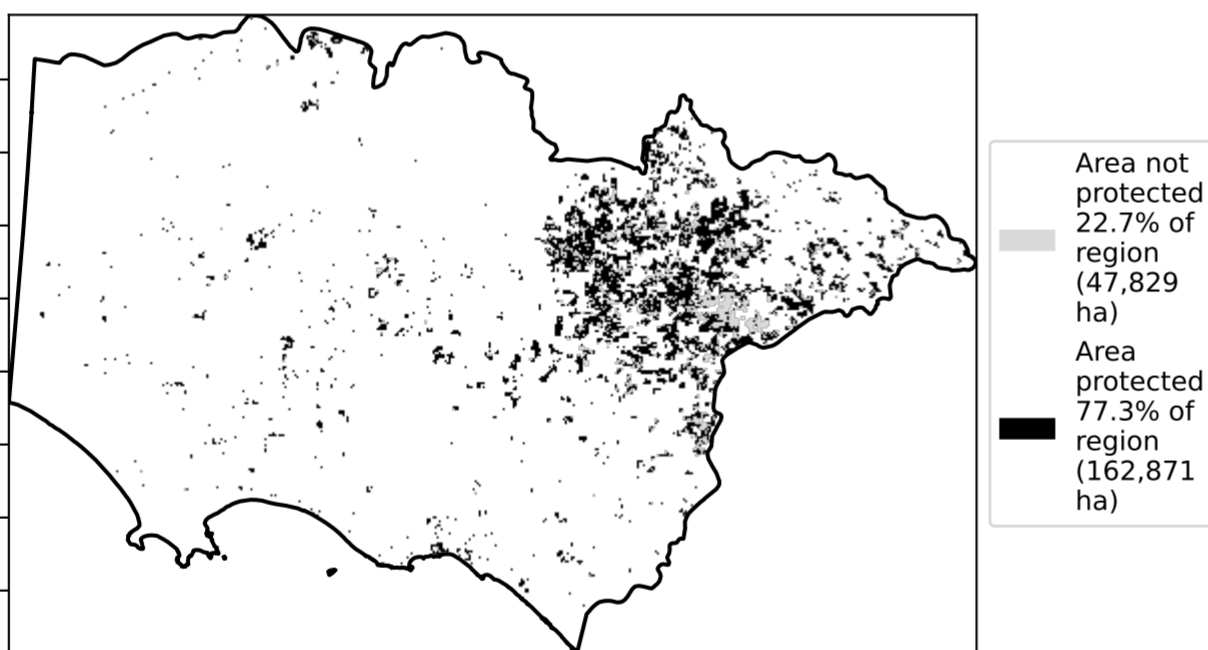 Area not
protected
22.7% of
region
(47,829
ha)
Area
protected
77.3% of
region
(162,871
ha)